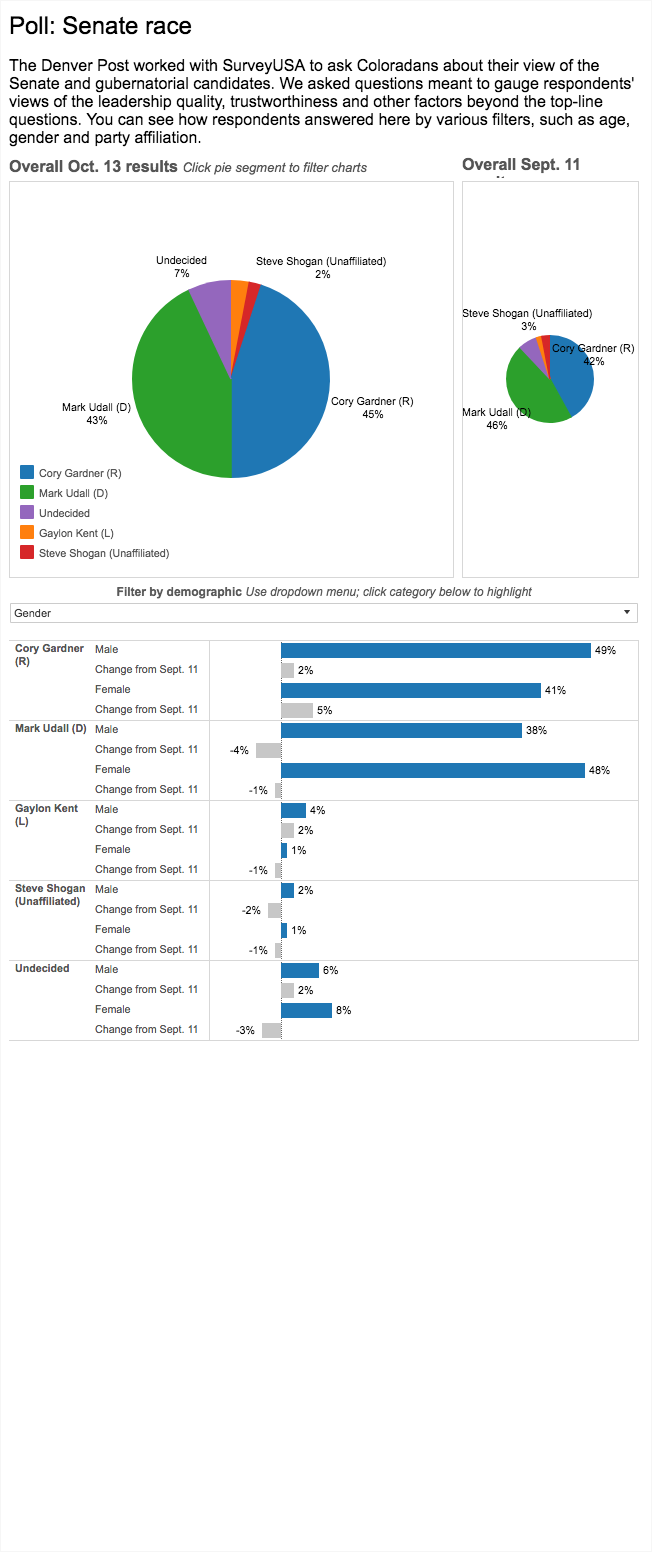 Poll: Senate race
The Denver Post worked with SurveyUSA to ask Coloradans about their view of the
Senate and gubernatorial candidates. We asked questions meant to gauge respondents'
views of the leadership quality, trustworthiness and other factors beyond the top-line
questions. You can see how respondents answered here by various filters, such as age,
gender and party affiliation.
Overall Oct. 13 results Click pie segment to filter charts
Overall Sept. 11
Undecided
7%
Steve Shogan (Unaffiliated)
2%
Cory Gardner (R)
45%
Mark Udall (D)
43%
Cory Gardner (R)
Mark Udall (D)
Undecided
Gaylon Kent (L)
Steve Shogan (Unaffiliated)
Steve Shogan (Unaffiliated)
3%
Cory Gardner (R)
42%
Mark Udall (D)
46%
Filter by demographic Use dropdown menu; click category below to highlight
Gender
Cory Gardner
(R)
Male 49%
Change from Sept. 11 2%
Female 41%
Change from Sept. 11 5%
Mark Udall (D) Male 38%
Change from Sept. 11 -4%
Female 48%
Change from Sept. 11 -1%
Gaylon Kent
(L)
Male 4%
Change from Sept. 11 2%
Female 1%
Change from Sept. 11 -1%
Steve Shogan
(Unaffiliated)
Male 2%
Change from Sept. 11 -2%
Female 1%
Change from Sept. 11 -1%
Undecided Male 6%
Change from Sept. 11 2%
Female 8%
Change from Sept. 11 -3%